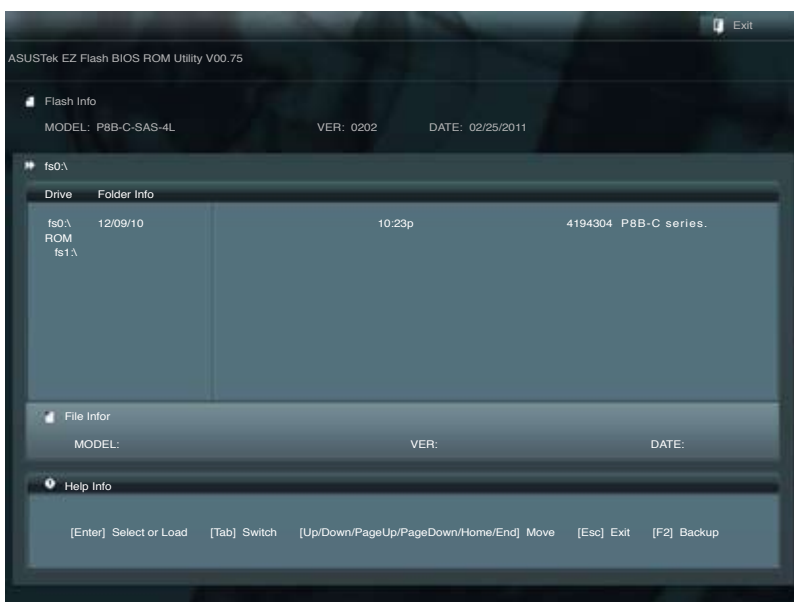 Exit
ASUSTek EZ Flash BIOS ROM Utility V00.75
Flash Info
MODEL: P8B-C-SAS-4L VER: 0202 DATE: 02/25/2011
fs0:\
Drive Folder Info
fs0:\ 12/09/10 10:23p 4194304 P8B-C series.
ROM
fs1:\
File Infor
MODEL: VER: DATE:
Help Info
[Enter] Select or Load [Tab] Switch [Up/Down/PageUp/PageDown/Home/End] Move [Esc] Exit [F2] Backup